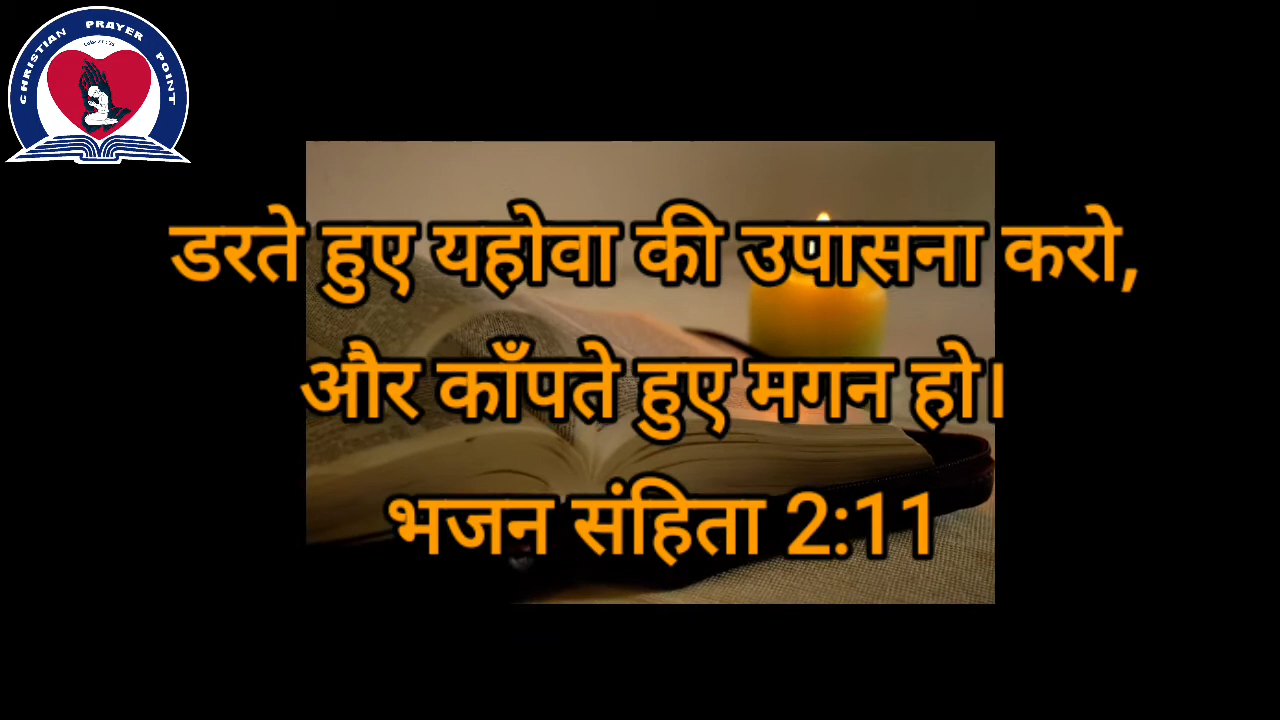 CHRISTIAN PRAYER POINT
डरते हुए यहोवा की उपासना करो,
और काँपते हुए मगन हो।
भजन संहिता 2:11